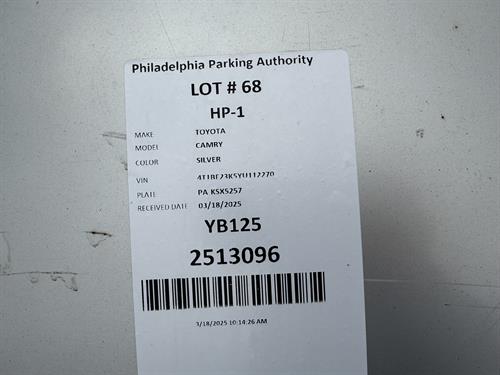 Philadelphia Parking Authority
LOT # 68
HP-1
MAKE TOYOTA
MODEL CAMRY
COLOR SILVER
VIN
PLATE PA KSX5257
RECEIVED DATE 03/18/2025
YB125
2513096
3/18/2025 10:14:26 AM